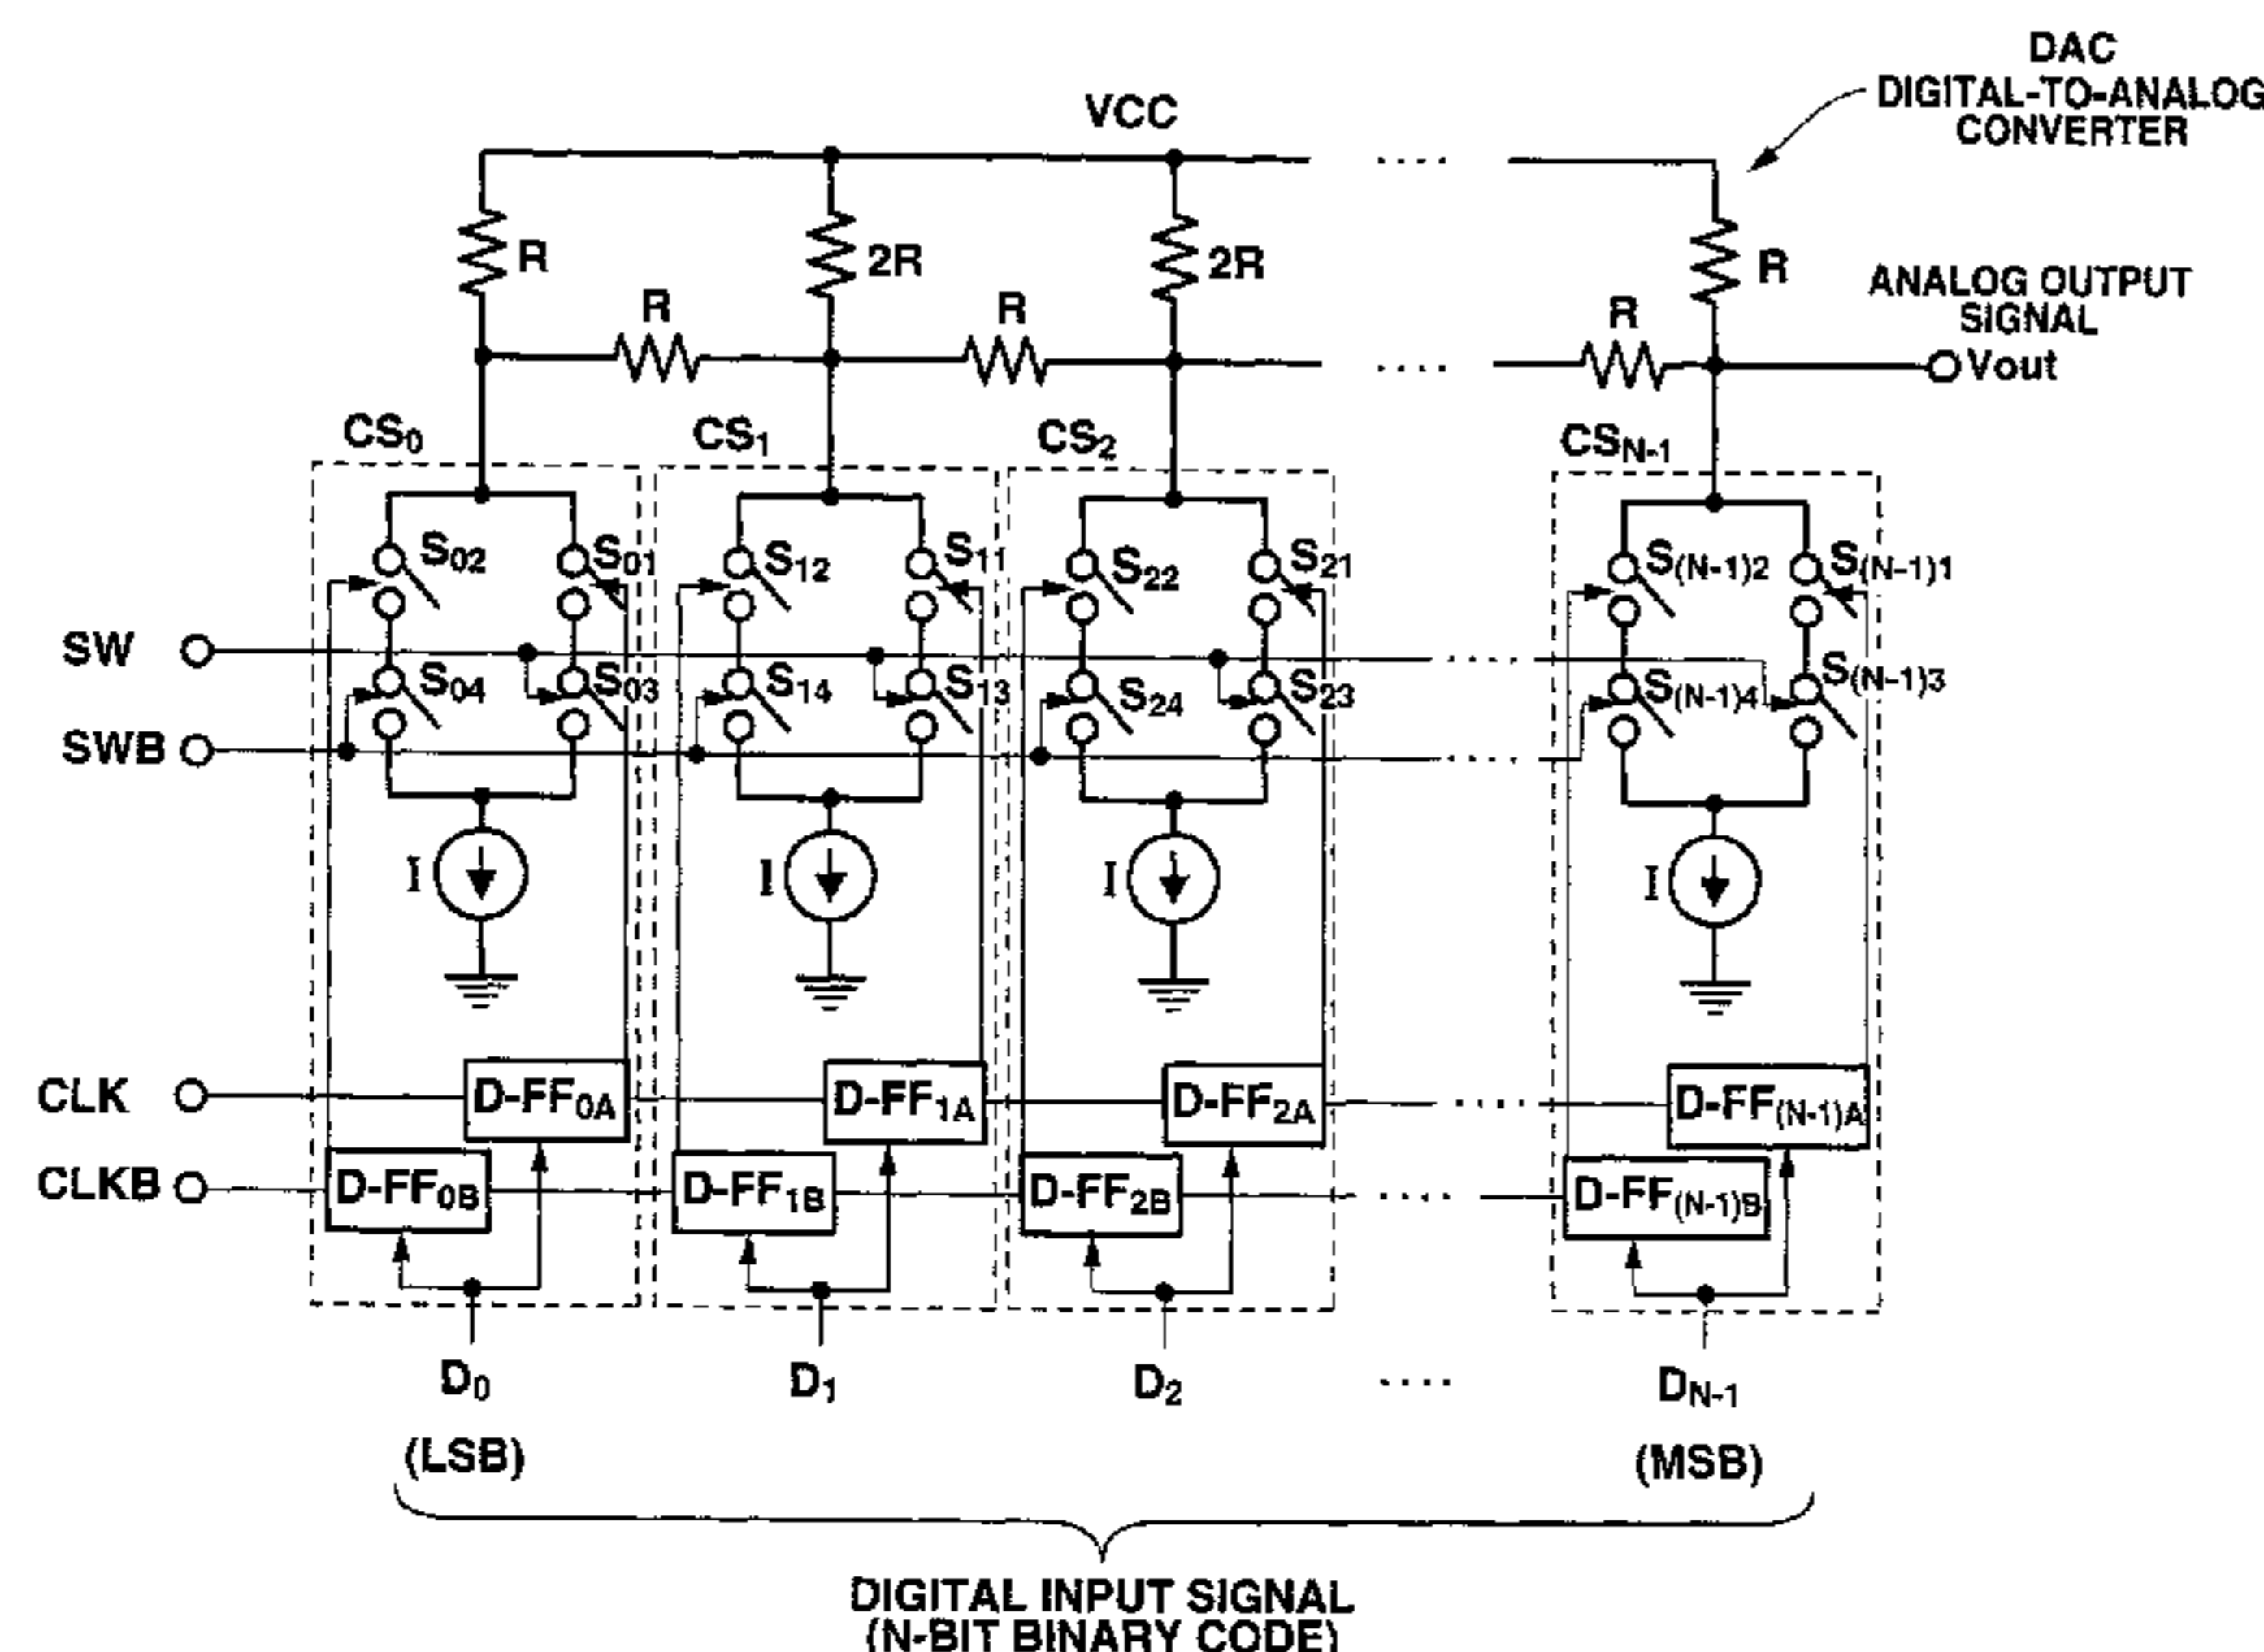 DAC
DIGITAL-TO-ANALOG
CONVERTER
VCC
R
2R
2R
R
R
R
R
ANALOG OUTPUT
SIGNAL
Vout
CS0
CS1
CS2
CSN-1
S02
S01
S12
S11
S22
S21
S(N-1)2
S(N-1)1
SW
S04
S03
S14
S13
S24
S23
S(N-1)4
S(N-1)3
SWB
I
I
I
I
CLK
D-FF0A
D-FF1A
D-FF2A
D-FF(N-1)A
CLKB
D-FF0B
D-FF1B
D-FF2B
D-FF(N-1)B
D0
D1
D2
....
DN-1
(LSB)
(MSB)
DIGITAL INPUT SIGNAL
(N-BIT BINARY CODE)